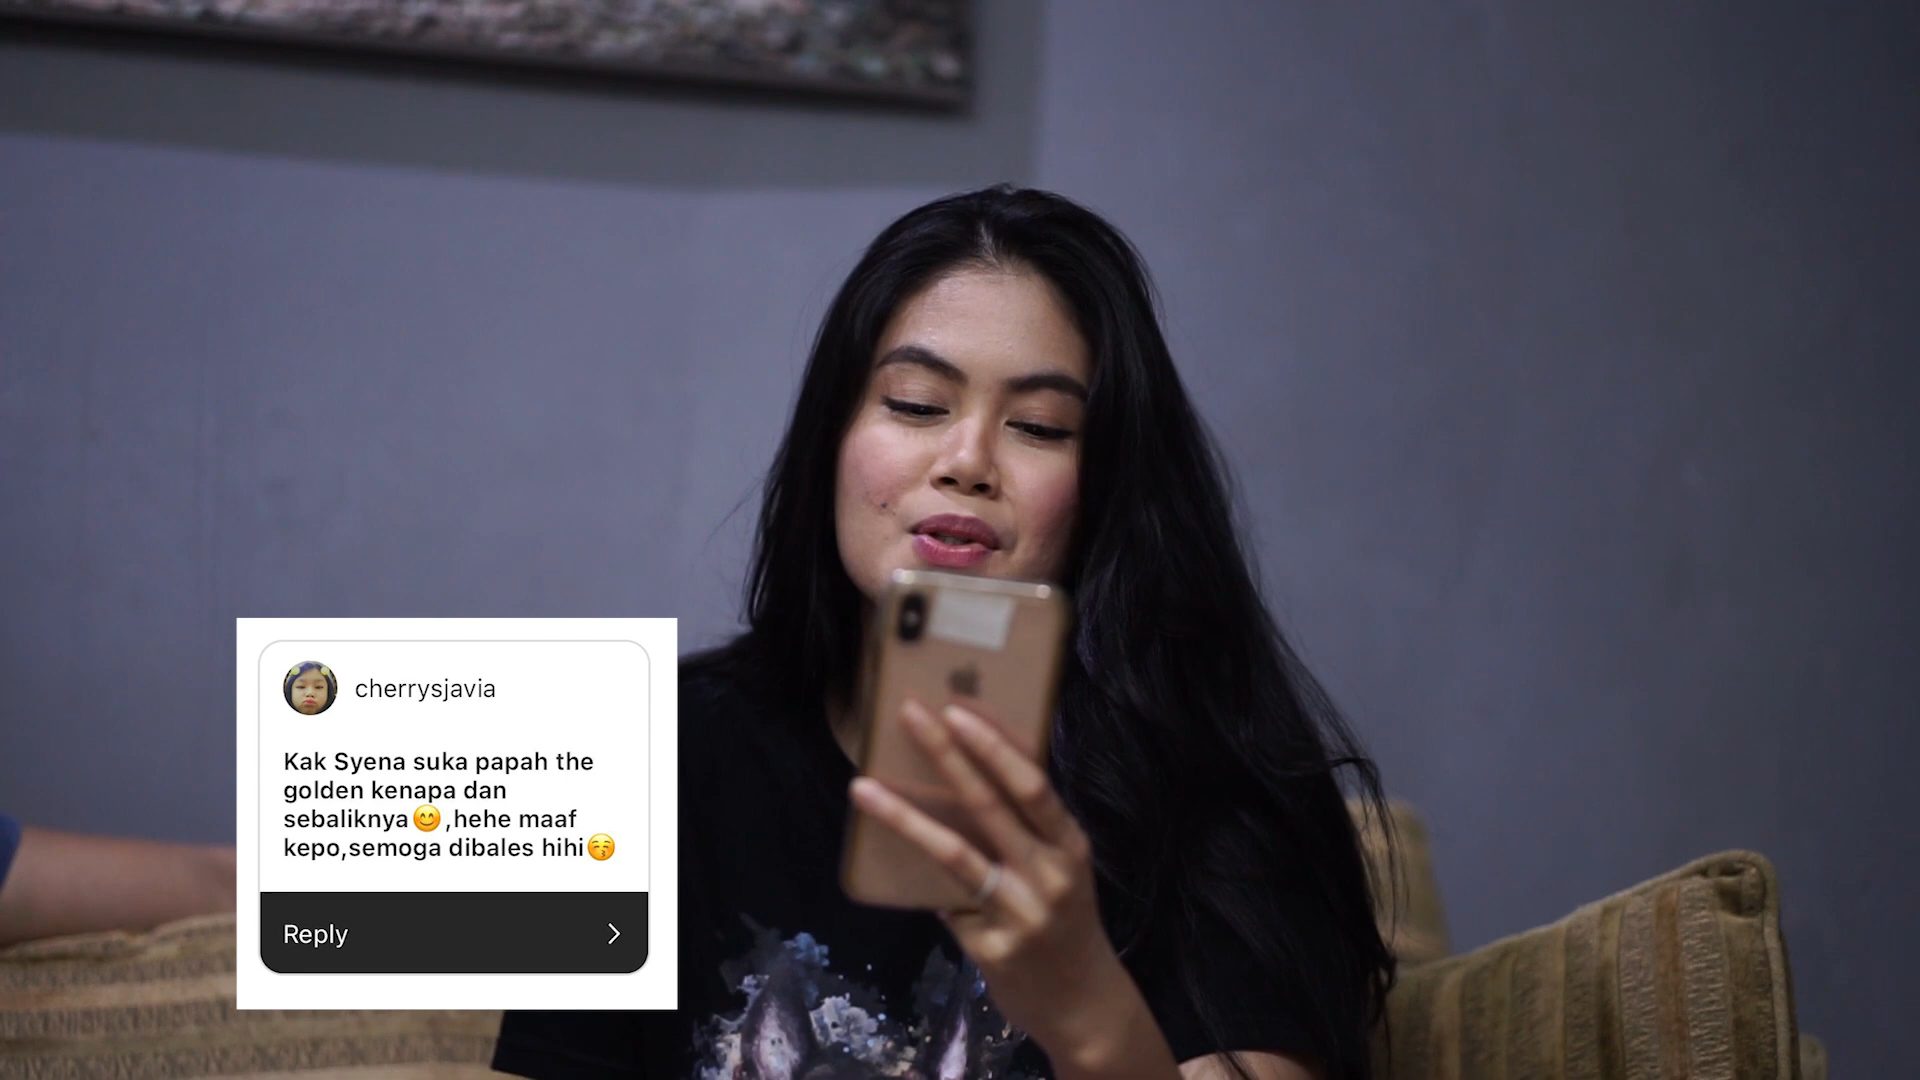 cherrysjavia
Kak Syena suka papah the
golden kenapa dan
sebaliknya😊,hehe maaf
kepo,semoga dibales hihi😚
Reply